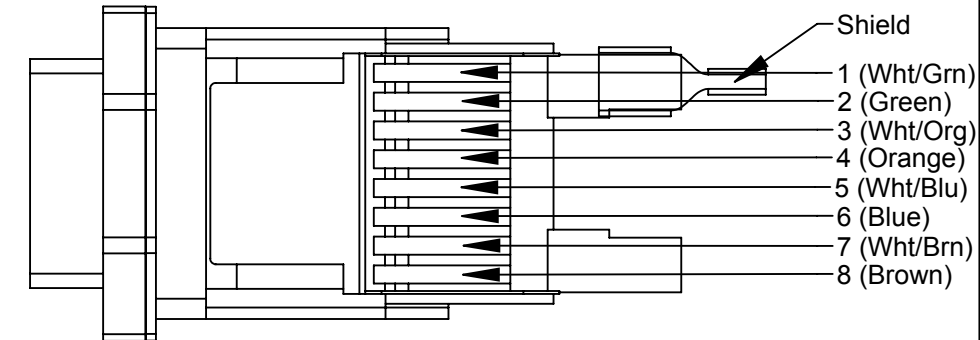 Shield
1 (Wht/Grn)
2 (Green)
3 (Wht/Org)
4 (Orange)
5 (Wht/Blu)
6 (Blue)
7 (Wht/Brn)
8 (Brown)